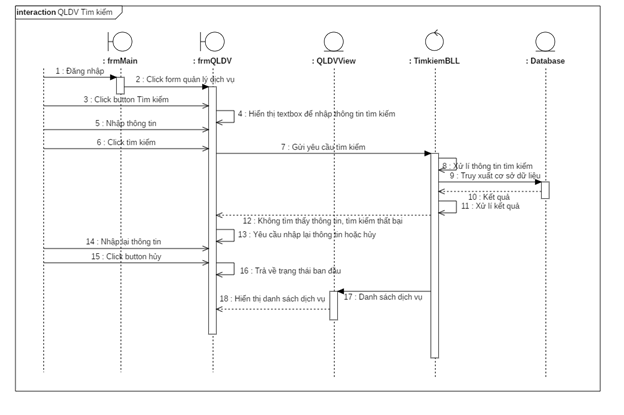 interaction QLDV Tìm kiếm
: frmMain
: frmQLDV
: QLDVView
: TimkiemBLL
: Database
1 : Đăng nhập
2 : Click form quản lý dịch vụ
3 : Click button Tìm kiếm
4 : Hiển thị textbox để nhập thông tin tìm kiếm
5 : Nhập thông tin
6 : Click tìm kiếm
7 : Gửi yêu cầu tìm kiếm
8 : Xử lí thông tin tìm kiếm
9 : Truy xuất cơ sở dữ liệu
10 : Kết quả
11 : Xử lí kết quả
12 : Không tìm thấy thông tin, tìm kiếm thất bại
13 : Yêu cầu nhập lại thông tin hoặc hủy
14 : Nhập lại thông tin
15 : Click button hủy
16 : Trả về trạng thái ban đầu
17 : Danh sách dịch vụ
18 : Hiển thị danh sách dịch vụ